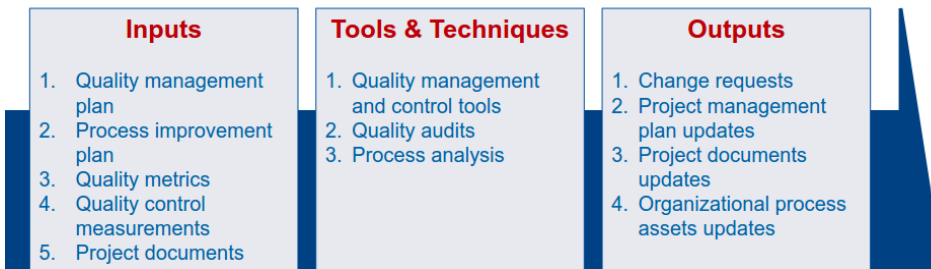 Inputs
1. Quality management
plan
2. Process improvement
plan
3. Quality metrics
4. Quality control
measurements
5. Project documents
Tools & Techniques
1. Quality management
and control tools
2. Quality audits
3. Process analysis
Outputs
1. Change requests
2. Project management
plan updates
3. Project documents
updates
4. Organizational process
assets updates